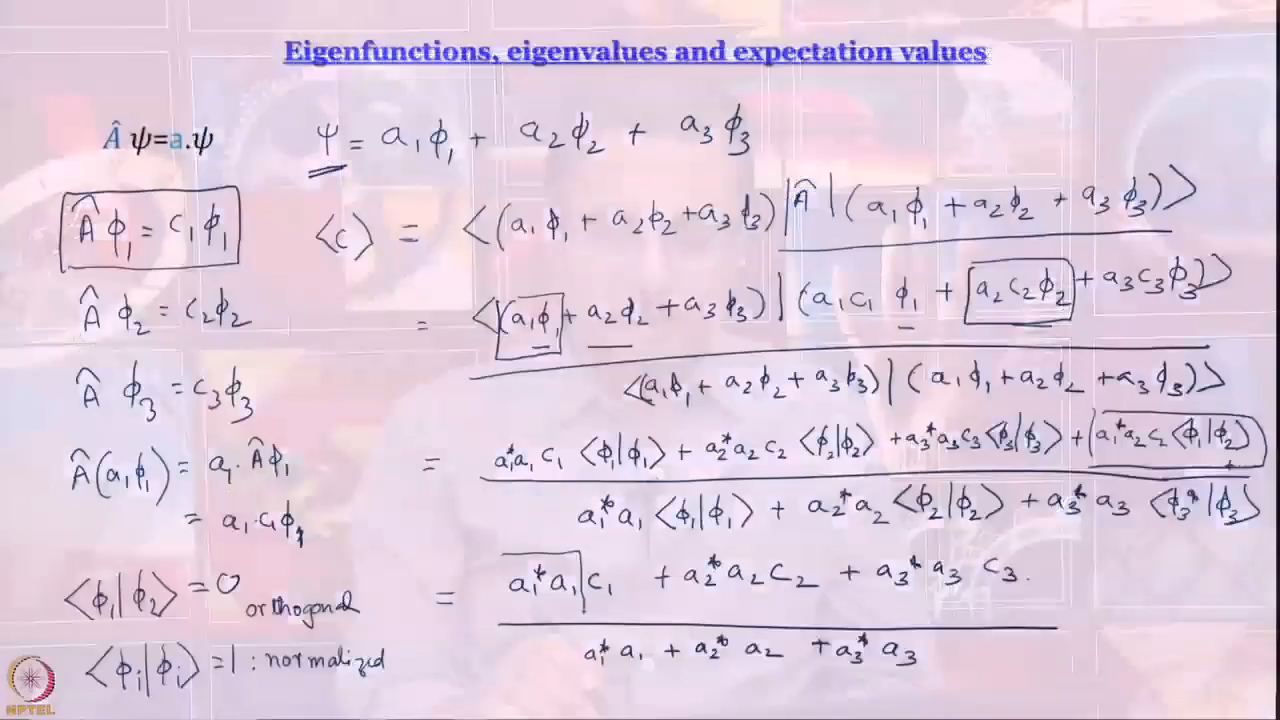 Eigenfunctions, eigenvalues and expectation values
Â ψ=a.ψ
ψ = a₁ϕ₁ + a₂ϕ₂ + a₃ϕ₃
Â ϕ₁ = c₁ϕ₁
⟨c⟩ = ⟨(a₁ϕ₁ + a₂ϕ₂ + a₃ϕ₃)|Â|(a₁ϕ₁ + a₂ϕ₂ + a₃ϕ₃)⟩
Â ϕ₂ = c₂ϕ₂
= ⟨(a₁ϕ₁ + a₂ϕ₂ + a₃ϕ₃)|(a₁c₁ϕ₁ + a₂c₂ϕ₂ + a₃c₃ϕ₃)⟩
⟨(a₁ϕ₁ + a₂ϕ₂ + a₃ϕ₃)|(a₁ϕ₁ + a₂ϕ₂ + a₃ϕ₃)⟩
Â ϕ₃ = c₃ϕ₃
Â(a₁ϕ₁) = a₁.Âϕ₁
= a₁*a₁c₁⟨ϕ₁|ϕ₁⟩ + a₂*a₂c₂⟨ϕ₂|ϕ₂⟩ + a₃*a₃c₃⟨ϕ₃|ϕ₃⟩ + a₁*a₂c₂⟨ϕ₁|ϕ₂⟩
a₁*a₁⟨ϕ₁|ϕ₁⟩ + a₂*a₂⟨ϕ₂|ϕ₂⟩ + a₃*a₃⟨ϕ₃*|ϕ₃⟩
= a₁.c₁ϕ₁
⟨ϕ₁|ϕ₂⟩ = 0 orthogonal
= a₁*a₁c₁ + a₂*a₂c₂ + a₃*a₃c₃.
a₁*a₁ + a₂*a₂ + a₃*a₃
⟨ϕᵢ|ϕᵢ⟩ = 1 : normalized
NPTEL